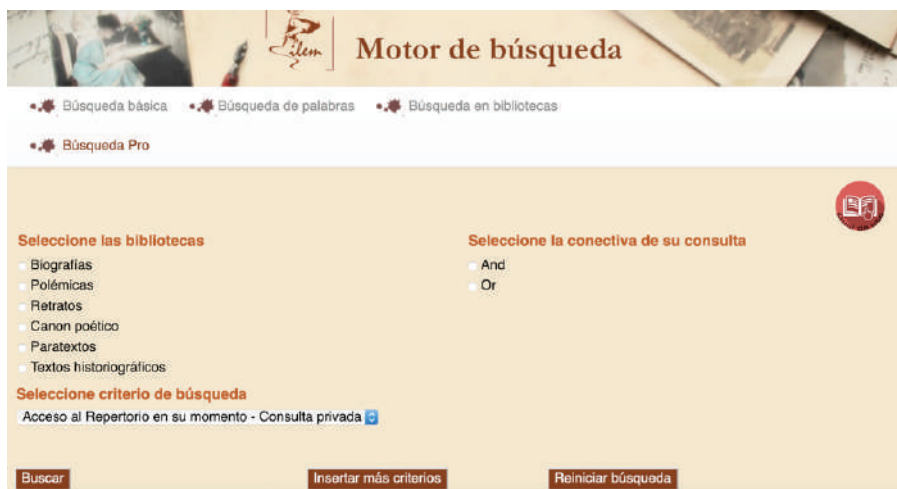 Silem
Motor de búsqueda
Búsqueda básica
Búsqueda de palabras
Búsqueda en bibliotecas
Búsqueda Pro
Seleccione las bibliotecas
Biografías
Polémicas
Retratos
Canon poético
Paratextos
Textos historiográficos
Seleccione la conectiva de su consulta
And
Or
Seleccione criterio de búsqueda
Acceso al Repertorio en su momento - Consulta privada
Buscar
Insertar más criterios
Reiniciar búsqueda